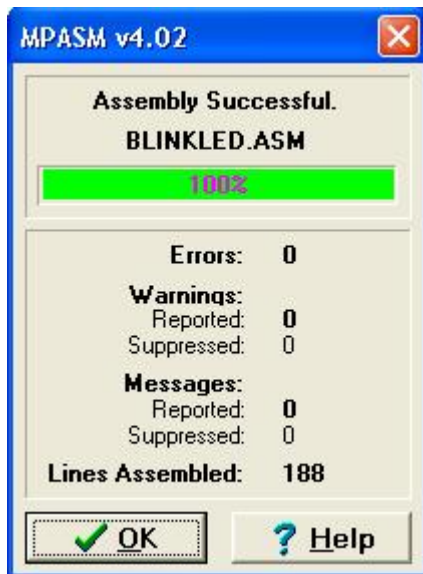 MPASM v4.02
Assembly Successful.
BLINKLED.ASM
100%
Errors: 0
Warnings:
Reported: 0
Suppressed: 0
Messages:
Reported: 0
Suppressed: 0
Lines Assembled: 188
OK
? Help